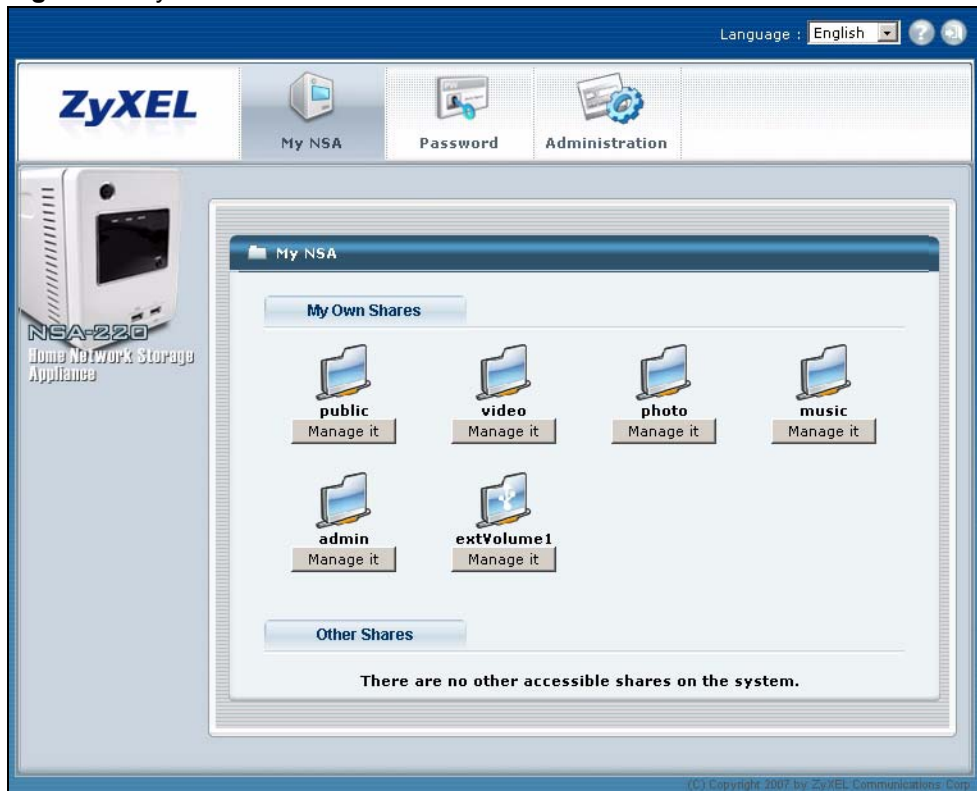 Language : English
ZyXEL
My NSA
Password
Administration
NSA-220
Home Network Storage
Appliance
My NSA
My Own Shares
public
Manage it
video
Manage it
photo
Manage it
music
Manage it
admin
Manage it
extVolume1
Manage it
Other Shares
There are no other accessible shares on the system.
(C) Copyright 2007 by ZyXEL Communications Corp